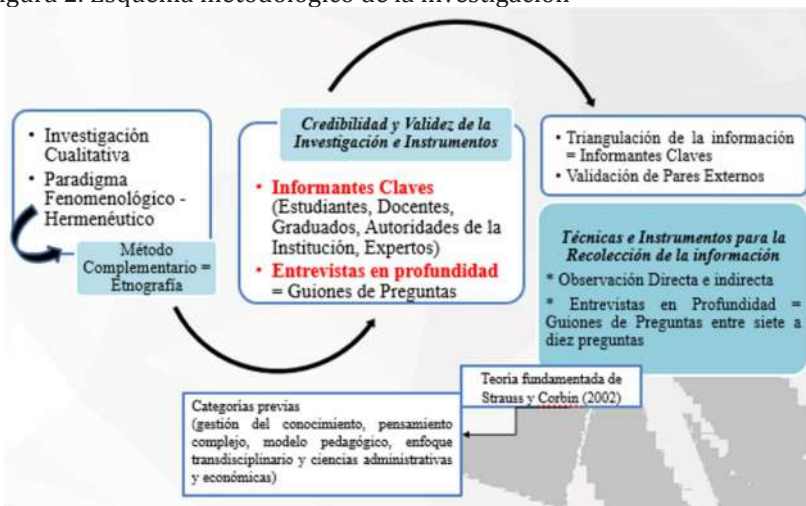 Figura 2. Esquema metodológico de la investigación
• Investigación
Cualitativa
• Paradigma
Fenomenológico -
Hermenéutico
Método
Complementario =
Etnografía
Credibilidad y Validez de la
Investigación e Instrumentos
• Informantes Claves
(Estudiantes, Docentes,
Graduados, Autoridades de la
Institución, Expertos)
• Entrevistas en profundidad
= Guiones de Preguntas
• Triangulación de la información
= Informantes Claves
• Validación de Pares Externos
Técnicas e Instrumentos para la
Recolección de la información
* Observación Directa e indirecta
* Entrevistas en Profundidad =
Guiones de Preguntas entre siete a
diez preguntas
Teoría fundamentada de
Strauss y Corbin (2002)
Categorías previas
(gestión del conocimiento, pensamiento
complejo, modelo pedagógico, enfoque
transdisciplinario y ciencias administrativas
y económicas)